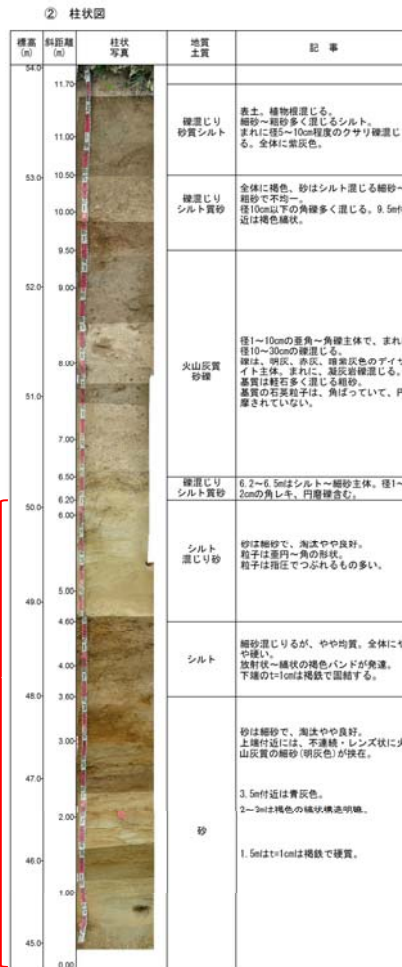 ② 柱状図
標高
(m)
斜距離
(m)
柱状
写真
地質
土質
記 事
54.0
11.70
11.00
10.50
53.0
10.00
9.50
52.0
9.00
8.00
51.0
7.00
6.50
6.20
50.0
6.00
5.00
49.0
4.60
4.00
3.60
48.0
3.00
47.0
2.00
46.0
1.00
45.0
0.00
礫混じり
砂質シルト
表土。植物根混じる。
細砂～粗砂多く混じるシルト。
まれに径5～10cm程度のクサリ礫混じ
る。全体に紫灰色。
礫混じり
シルト質砂
全体に褐色、砂はシルト混じる細砂～
粗砂で不均一。
径10cm以下の角礫多く混じる。9.5m付
近は褐色縞状。
火山灰質
砂礫
径1～10cmの亜角～角礫主体で、まれに
径10～30cmの礫混じる。
礫は、明灰、赤灰、暗紫灰色のデイサ
イト主体。まれに、凝灰岩礫混じる。
基質は軽石多く混じる粗砂。
基質の石英粒子は、角ばっていて、円
磨されていない。
礫混じり
シルト質砂
6.2～6.5mはシルト～細砂主体。径1～
2cmの角レキ、円磨礫含む。
シルト
混じり砂
砂は細砂で、淘汰やや良好。
粒子は亜円～角の形状。
粒子は指圧でつぶれるもの多い。
シルト
細砂混じりるが、やや均質。全体にや
や硬い。
放射状～縞状の褐色バンドが発達。
下端のt=1cmは褐鉄で固結する。
砂
砂は細砂で、淘汰やや良好。
上端付近には、不連続・レンズ状に火
山灰質の細砂(明灰色)が挟在。
3.5m付近は青灰色。
2～3mは褐色の縞状構造明瞭。
1.5mはt=1cmは褐鉄で硬質。